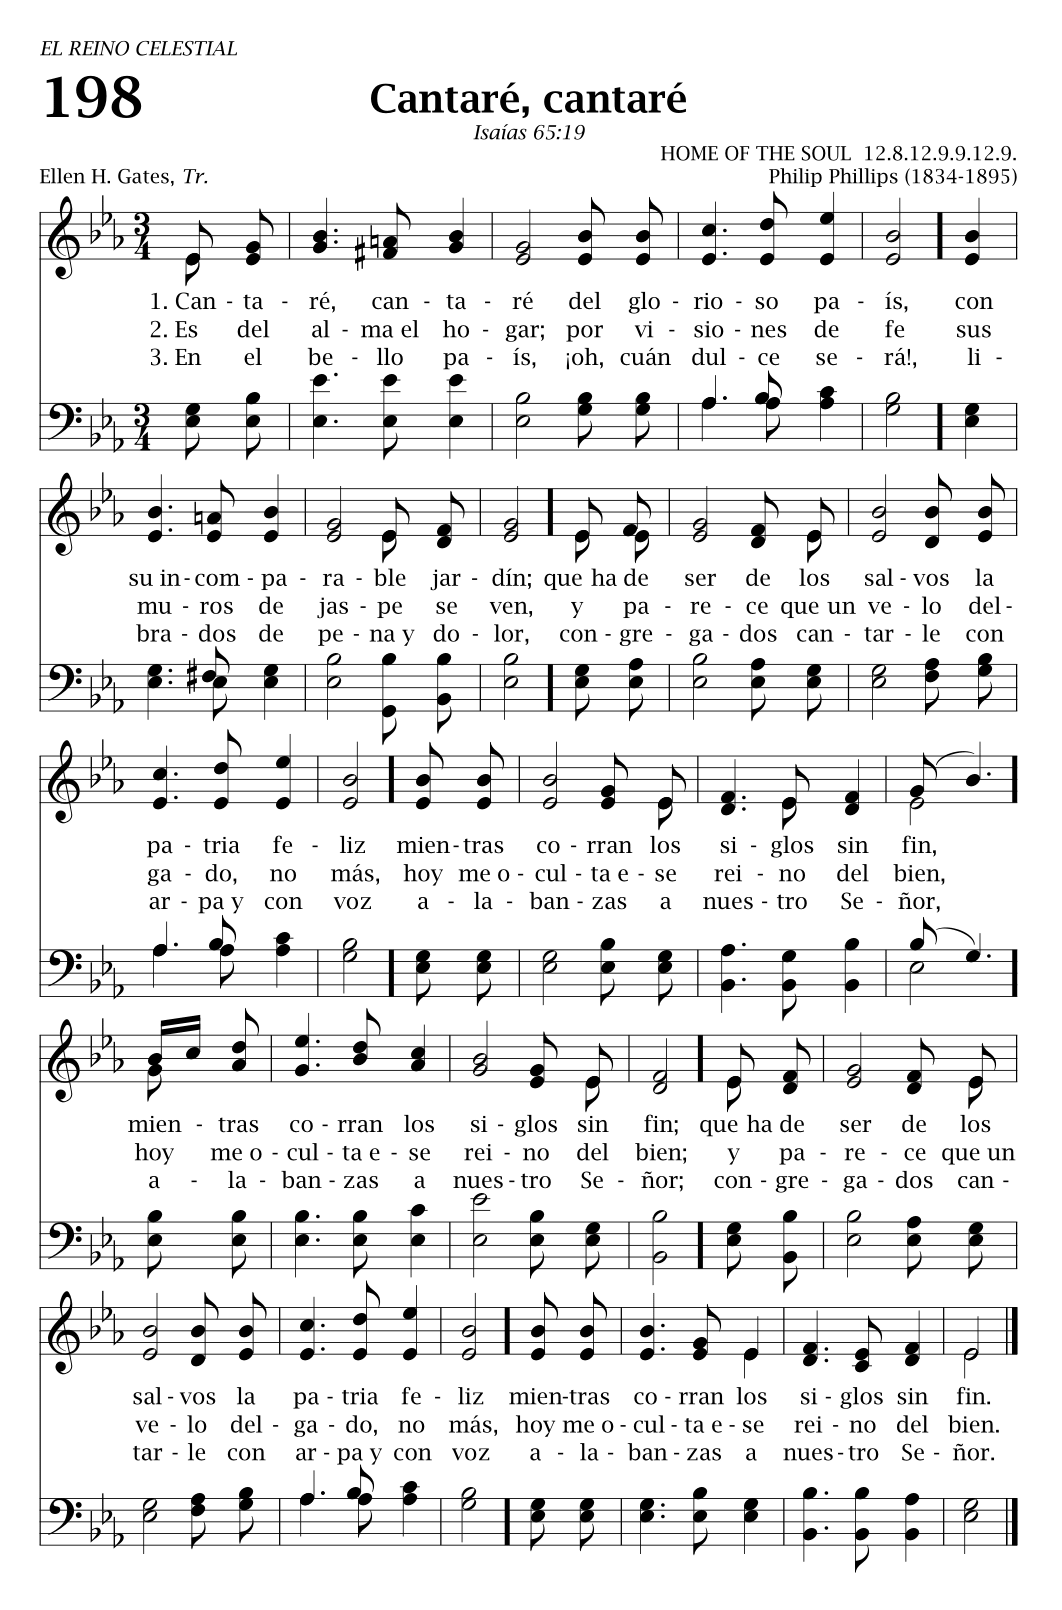 EL REINO CELESTIAL
198
Cantaré, cantaré
Isaías 65:19
HOME OF THE SOUL 12.8.12.9.9.12.9.
Ellen H. Gates, Tr.
Philip Phillips (1834-1895)
1. Can - ta - ré, can - ta - ré del glo - rio - so pa - ís, con
2. Es del al - ma el ho - gar; por vi - sio - nes de fe sus
3. En el be - llo pa - ís, ¡oh, cuán dul - ce se - rá!, li -
su in - com - pa - ra - ble jar - dín; que ha de ser de los sal - vos la
mu - ros de jas - pe se ven, y pa - re - ce que un ve - lo del -
bra - dos de pe - na y do - lor, con - gre - ga - dos can - tar - le con
pa - tria fe - liz mien - tras co - rran los si - glos sin fin,
ga - do, no más, hoy me o - cul - ta e - se rei - no del bien,
ar - pa y con voz a - la - ban - zas a nues - tro Se - ñor,
mien - tras co - rran los si - glos sin fin; que ha de ser de los
hoy me o - cul - ta e - se rei - no del bien; y pa - re - ce que un
a - la - ban - zas a nues - tro Se - ñor; con - gre - ga - dos can -
sal - vos la pa - tria fe - liz mien - tras co - rran los si - glos sin fin.
ve - lo del - ga - do, no más, hoy me o - cul - ta e - se rei - no del bien.
tar - le con ar - pa y con voz a - la - ban - zas a nues - tro Se - ñor.